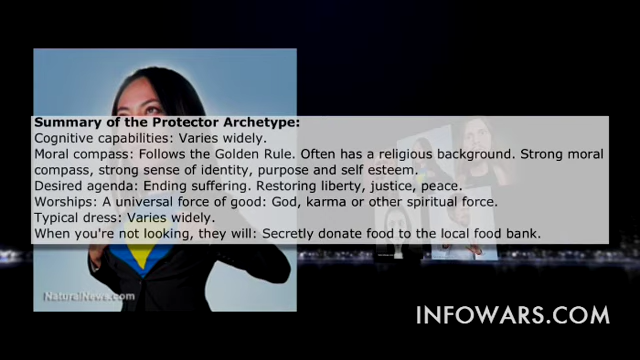 Summary of the Protector Archetype:
Cognitive capabilities: Varies widely.
Moral compass: Follows the Golden Rule. Often has a religious background. Strong moral
compass, strong sense of identity, purpose and self esteem.
Desired agenda: Ending suffering. Restoring liberty, justice, peace.
Worships: A universal force of good: God, karma or other spiritual force.
Typical dress: Varies widely.
When you're not looking, they will: Secretly donate food to the local food bank.
NaturalNews.com
INFOWARS.COM